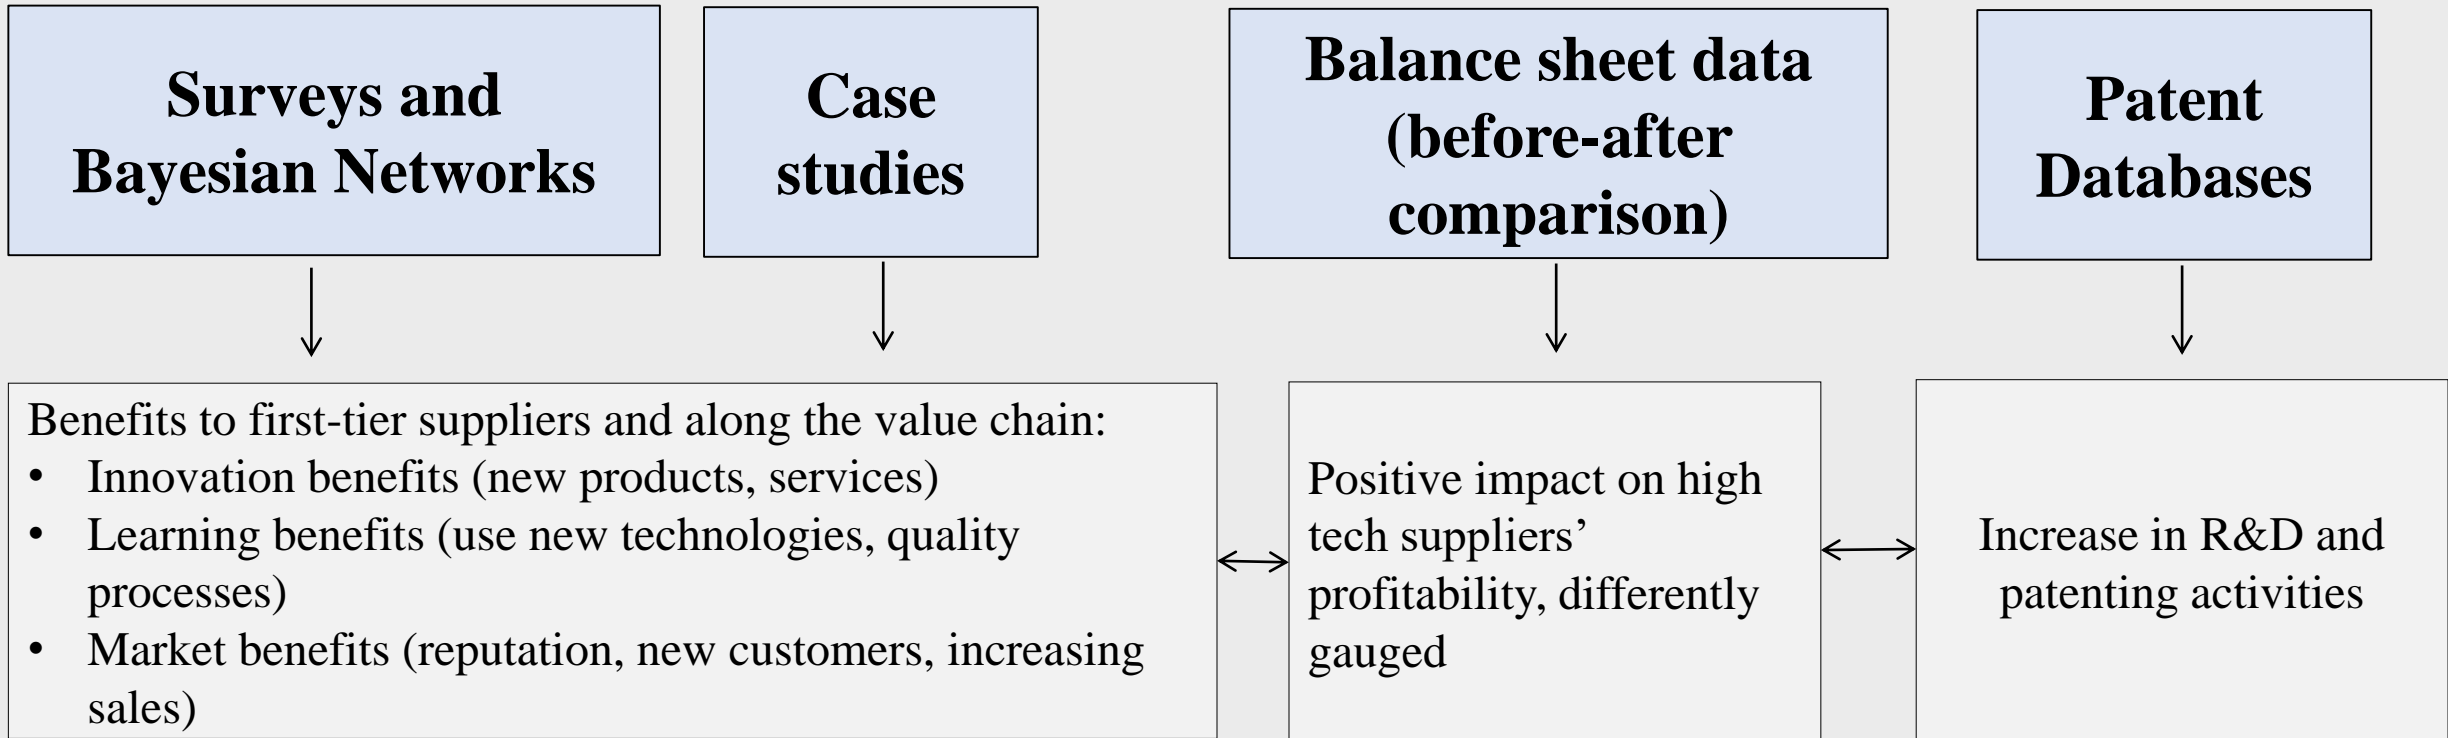 Surveys and
Bayesian Networks
Case
studies
Balance sheet data
(before-after
comparison)
Patent
Databases
Benefits to first-tier suppliers and along the value chain:
• Innovation benefits (new products, services)
• Learning benefits (use new technologies, quality
processes)
• Market benefits (reputation, new customers, increasing
sales)
Positive impact on high
tech suppliers’
profitability, differently
gauged
Increase in R&D and
patenting activities